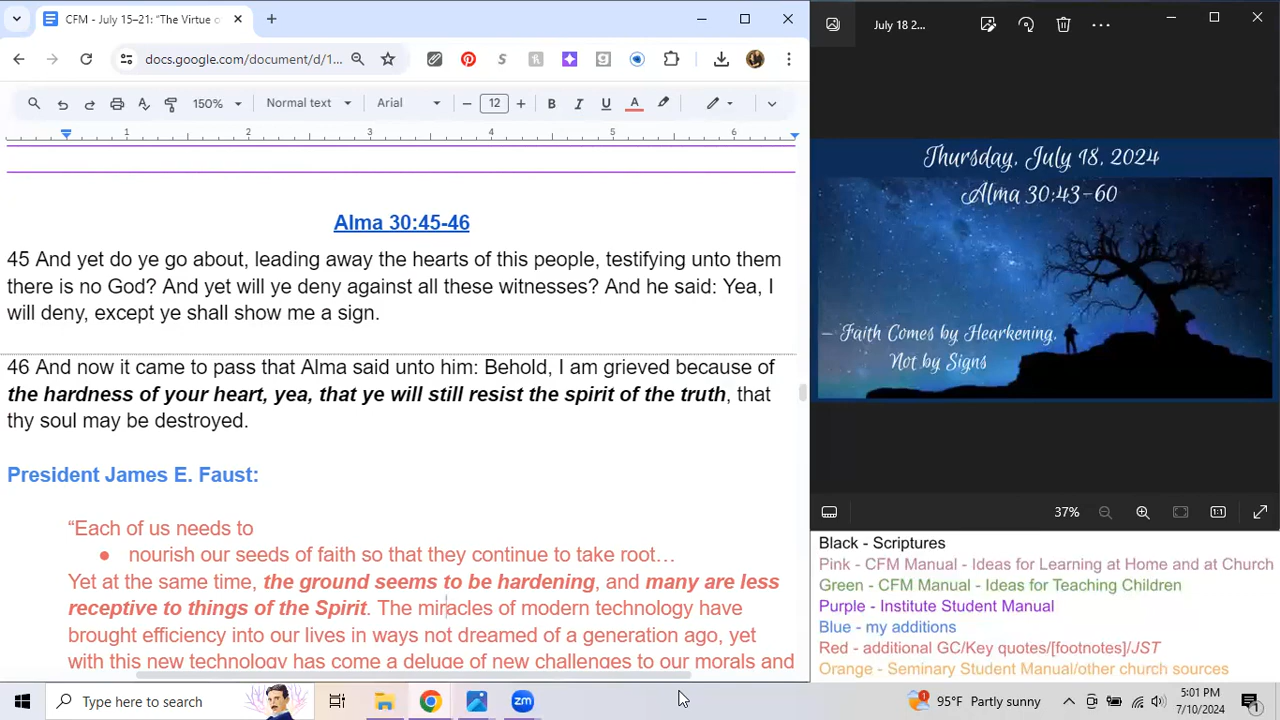 CFM - July 15–21: "The Virtue o
docs.google.com/document/d/1...
July 18 2...
150%
Normal text
Arial
12
B
I
U
A
1
2
3
4
5
6
Alma 30:45-46
45 And yet do ye go about, leading away the hearts of this people, testifying unto them
there is no God? And yet will ye deny against all these witnesses? And he said: Yea, I
will deny, except ye shall show me a sign.
46 And now it came to pass that Alma said unto him: Behold, I am grieved because of
the hardness of your heart, yea, that ye will still resist the spirit of the truth, that
thy soul may be destroyed.
President James E. Faust:
“Each of us needs to
● nourish our seeds of faith so that they continue to take root…
Yet at the same time, the ground seems to be hardening, and many are less
receptive to things of the Spirit. The miracles of modern technology have
brought efficiency into our lives in ways not dreamed of a generation ago, yet
with this new technology has come a deluge of new challenges to our morals and
Thursday, July 18, 2024
Alma 30:43-60
– Faith Comes by Hearkening,
Not by Signs
37%
1:1
Black - Scriptures
Pink - CFM Manual - Ideas for Learning at Home and at Church
Green - CFM Manual - Ideas for Teaching Children
Purple - Institute Student Manual
Blue - my additions
Red - additional GC/Key quotes/[footnotes]/JST
Orange - Seminary Student Manual/other church sources
Type here to search
zm
1
95°F Partly sunny
5:01 PM
7/10/2024
1